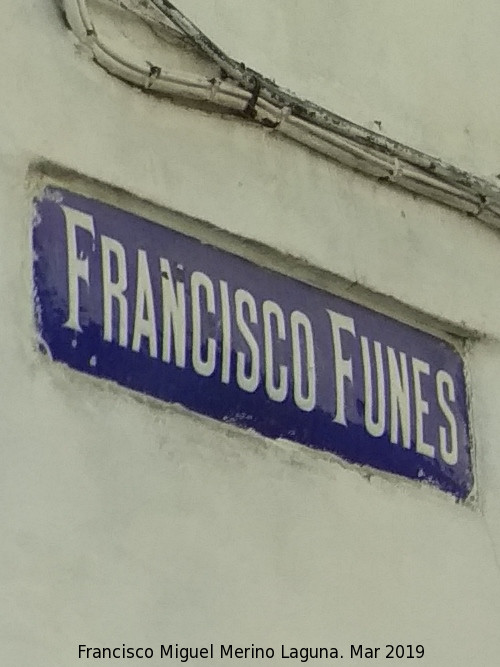 FRANCISCO FUNES
Francisco Miguel Merino Laguna. Mar 2019